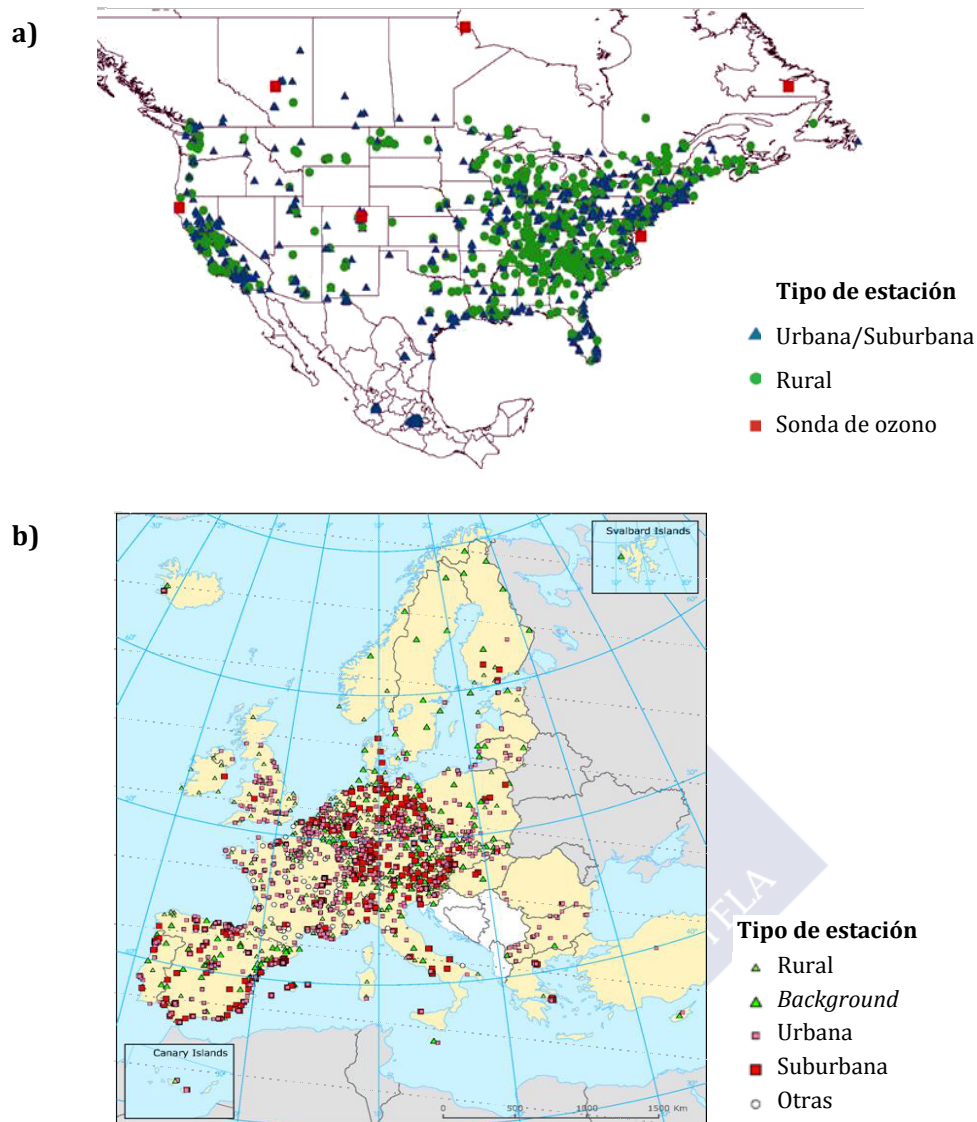 a)
Tipo de estación
Urbana/Suburbana
Rural
Sonda de ozono
b)
Svalbard Islands
Canary Islands
0 500 1000 1500 Km
TELA
Tipo de estación
Rural
Background
Urbana
Suburbana
Otras